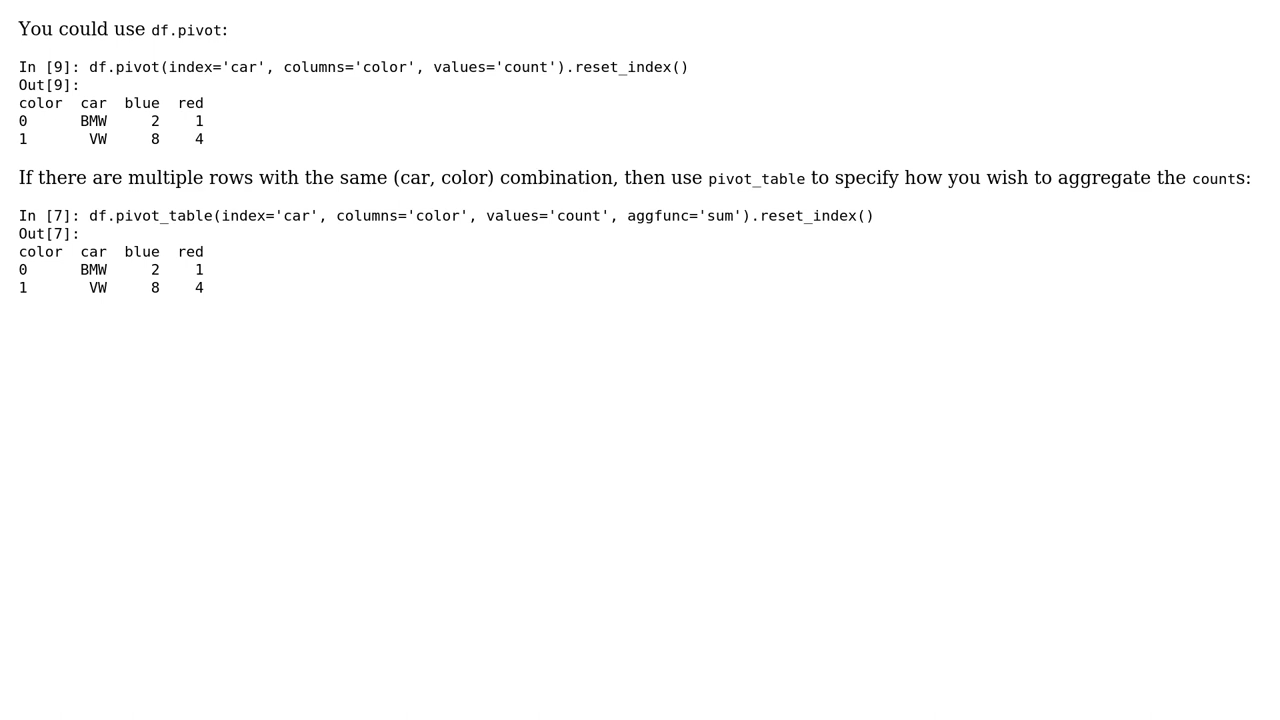 You could use df.pivot:
In [9]: df.pivot(index='car', columns='color', values='count').reset_index()
Out[9]:
color  car  blue  red
0      BMW     2    1
1       VW     8    4
If there are multiple rows with the same (car, color) combination, then use pivot_table to specify how you wish to aggregate the counts:
In [7]: df.pivot_table(index='car', columns='color', values='count', aggfunc='sum').reset_index()
Out[7]:
color  car  blue  red
0      BMW     2    1
1       VW     8    4